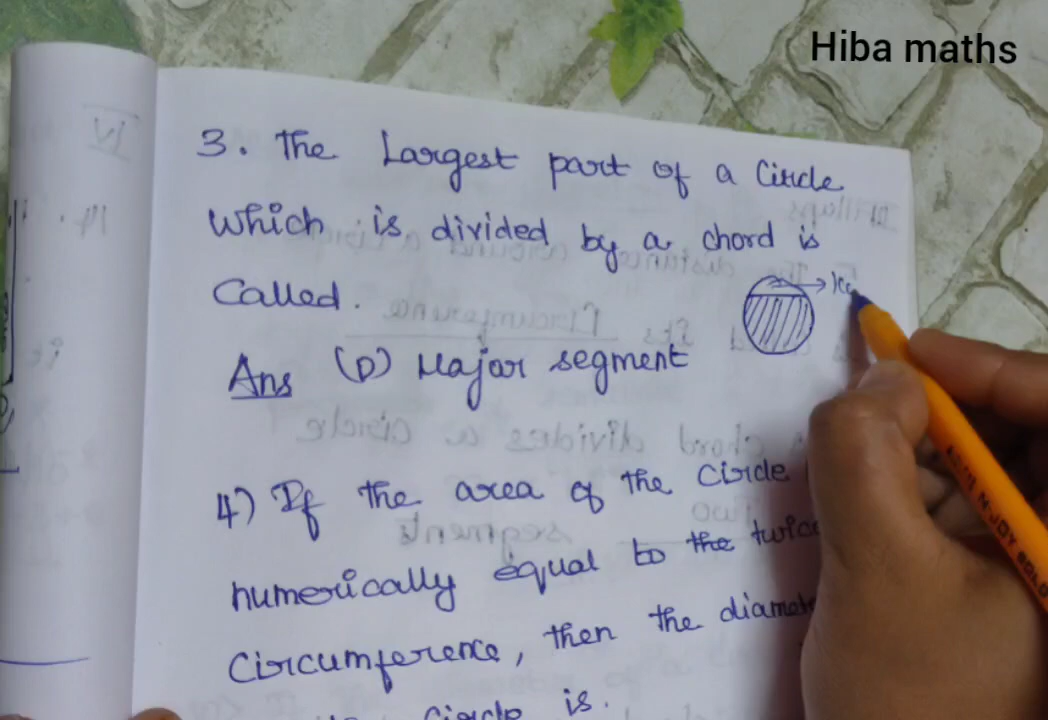 Hiba maths
3. The Largest part of a Circle
which is divided by a chord is
Called.
Ans (D) Major segment
4) If the area of the circle
numerically equal to the twice
Circumference, then the diamete
Circle is.